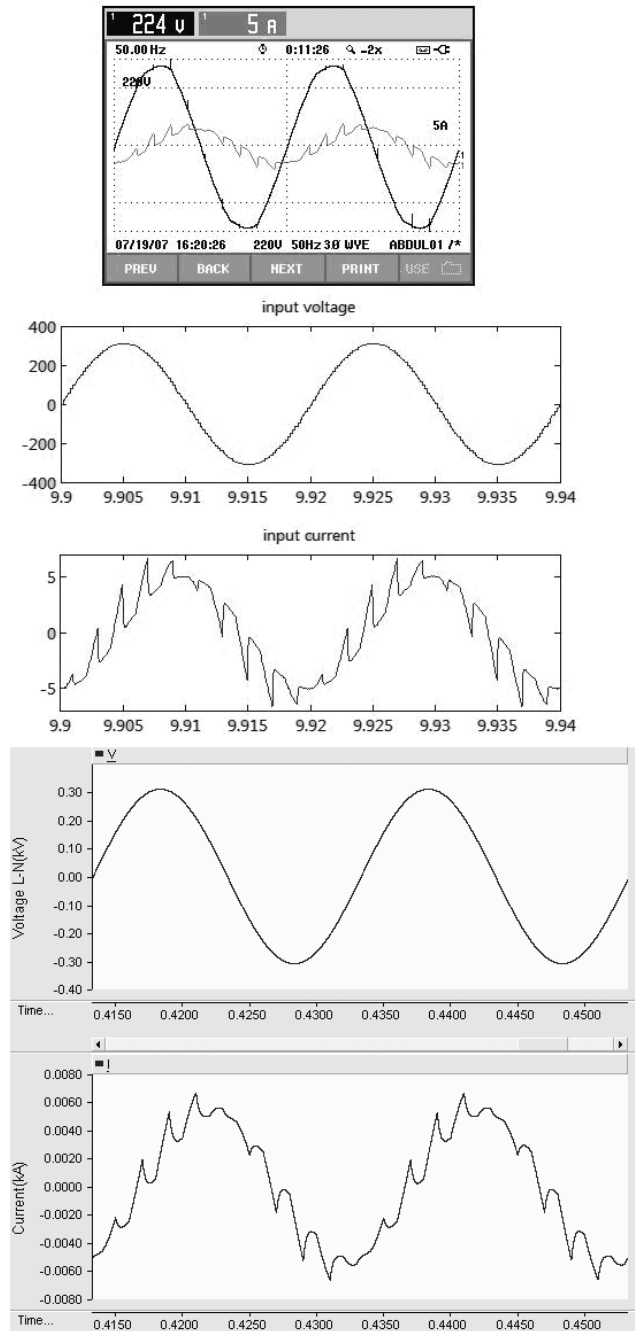 1 224 V 1 5 A
50.00 Hz 0:11:26 -2x
220V
5A
1
1
07/19/07 16:20:26 220V 50Hz 3Ø WYE ABDUL01 /*
PREV BACK NEXT PRINT USE
input voltage
400
200
0
-200
-400
9.9 9.905 9.91 9.915 9.92 9.925 9.93 9.935 9.94
input current
5
0
-5
9.9 9.905 9.91 9.915 9.92 9.925 9.93 9.935 9.94
V
Voltage L-N(kV)
0.30
0.20
0.10
0.00
-0.10
-0.20
-0.30
-0.40
Time... 0.4150 0.4200 0.4250 0.4300 0.4350 0.4400 0.4450 0.4500
I
Current(kA)
0.0080
0.0060
0.0040
0.0020
0.0000
-0.0020
-0.0040
-0.0060
-0.0080
Time... 0.4150 0.4200 0.4250 0.4300 0.4350 0.4400 0.4450 0.4500